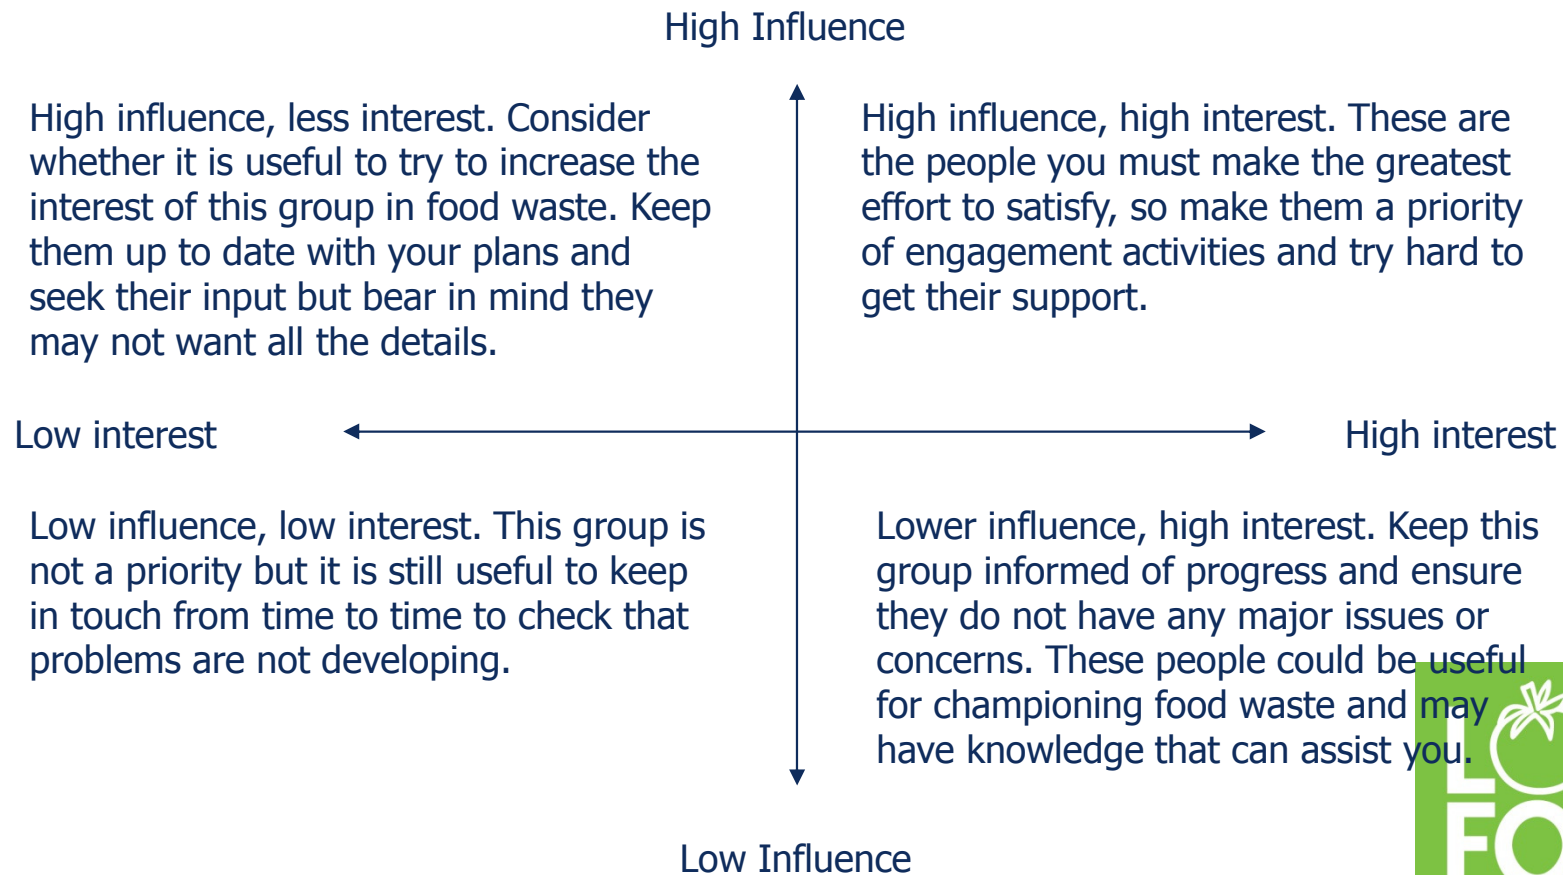 High Influence
High influence, less interest. Consider
whether it is useful to try to increase the
interest of this group in food waste. Keep
them up to date with your plans and
seek their input but bear in mind they
may not want all the details.
High influence, high interest. These are
the people you must make the greatest
effort to satisfy, so make them a priority
of engagement activities and try hard to
get their support.
Low interest
High interest
Low influence, low interest. This group is
not a priority but it is still useful to keep
in touch from time to time to check that
problems are not developing.
Lower influence, high interest. Keep this
group informed of progress and ensure
they do not have any major issues or
concerns. These people could be useful
for championing food waste and may
have knowledge that can assist you.
Low Influence